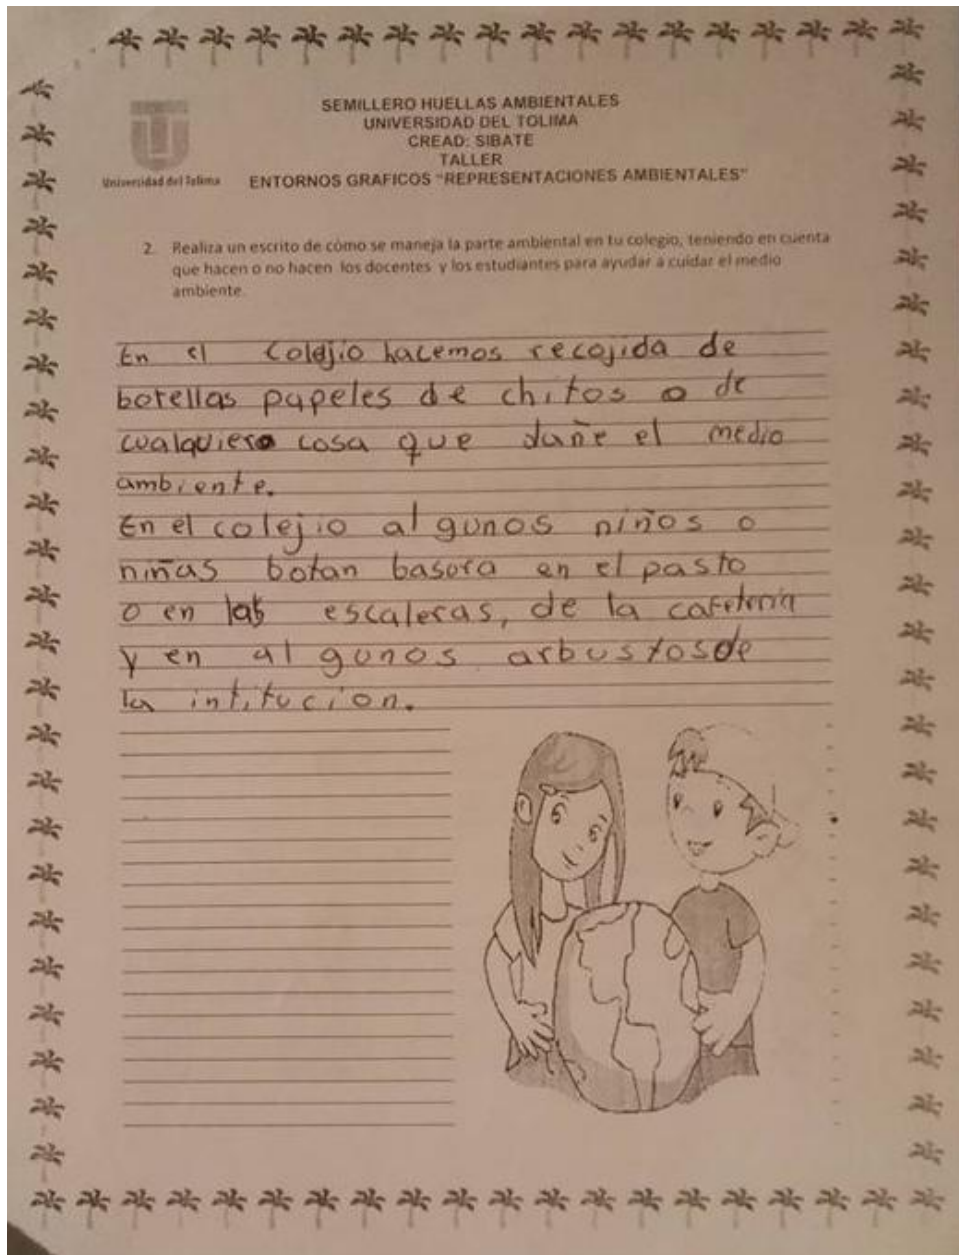 SEMILLERO HUELLAS AMBIENTALES
UNIVERSIDAD DEL TOLIMA
CREAD: SIBATE
TALLER
Universidad del Tolima
ENTORNOS GRAFICOS "REPRESENTACIONES AMBIENTALES"
2. Realiza un escrito de cómo se maneja la parte ambiental en tu colegio, teniendo en cuenta
que hacen o no hacen los docentes y los estudiantes para ayudar a cuidar el medio
ambiente.
En el Colejio hacemos recojida de
botellas papeles de chitos o de
cualquiera cosa que dañe el medio
ambiente.
En el colejio algunos niños o
niñas botan basura en el pasto
o en las escaleras, de la cafeteria
y en algunos arbustos de
la intitucion.